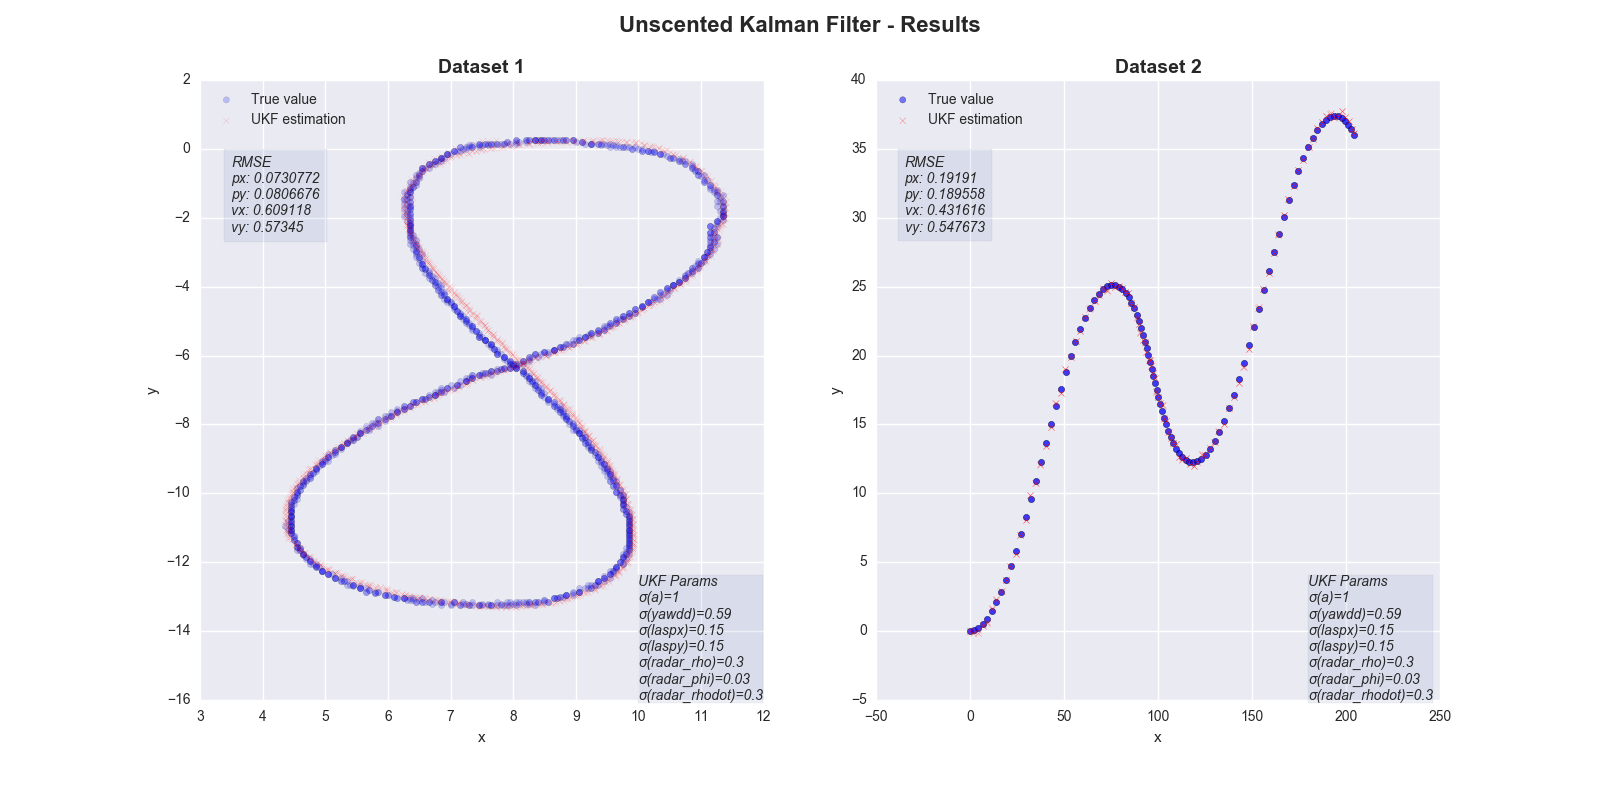 Unscented Kalman Filter - Results
Dataset 1
2
0
−2
−4
−6
−8
−10
−12
−14
−16
3 4 5 6 7 8 9 10 11 12
x
y
True value
UKF estimation
RMSE
px: 0.0730772
py: 0.0806676
vx: 0.609118
vy: 0.57345
UKF Params
σ(a)=1
σ(yawdd)=0.59
σ(laspx)=0.15
σ(laspy)=0.15
σ(radar_rho)=0.3
σ(radar_phi)=0.03
σ(radar_rhodot)=0.3
Dataset 2
40
35
30
25
20
15
10
5
0
−5
−50 0 50 100 150 200 250
x
y
True value
UKF estimation
RMSE
px: 0.19191
py: 0.189558
vx: 0.431616
vy: 0.547673
UKF Params
σ(a)=1
σ(yawdd)=0.59
σ(laspx)=0.15
σ(laspy)=0.15
σ(radar_rho)=0.3
σ(radar_phi)=0.03
σ(radar_rhodot)=0.3